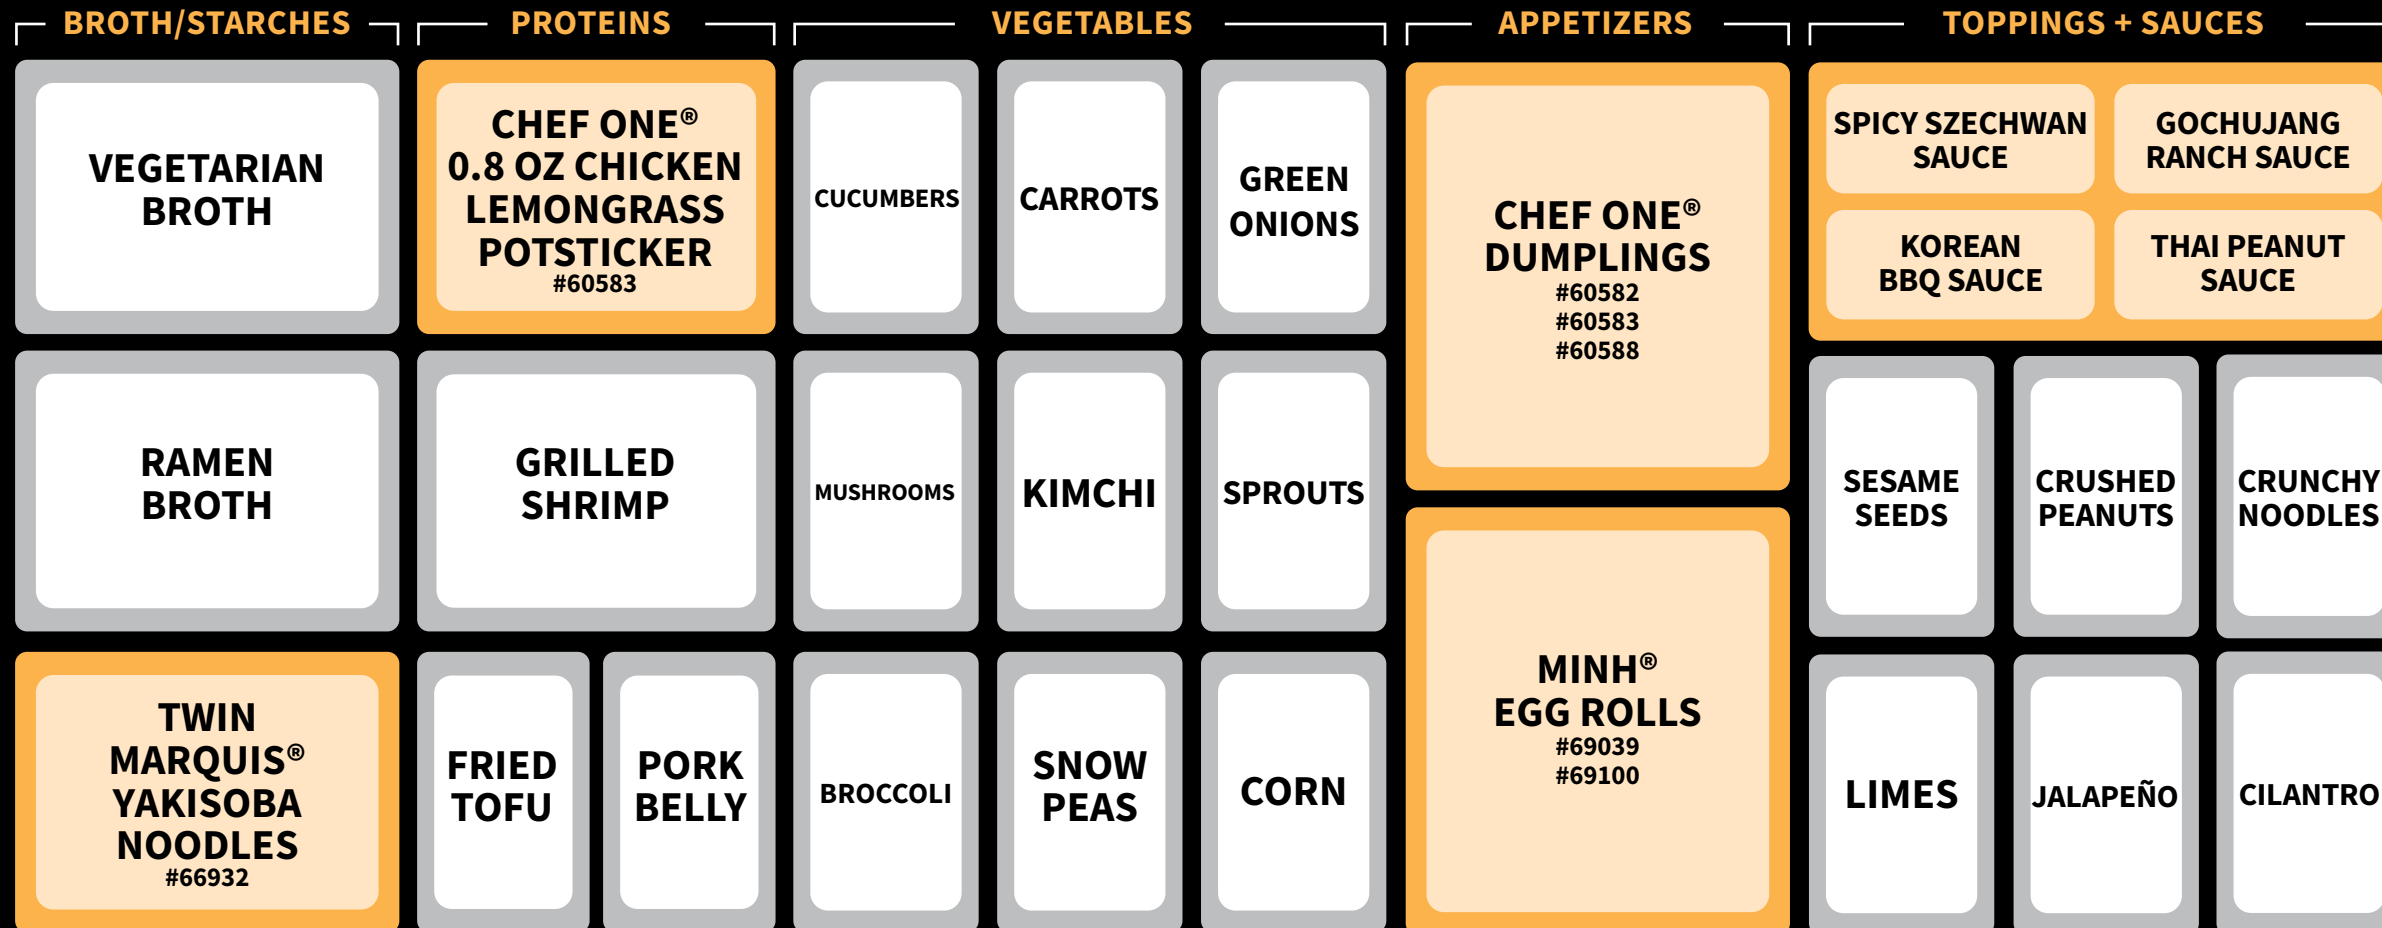 BROTH/STARCHES
PROTEINS
VEGETABLES
APPETIZERS
TOPPINGS + SAUCES
VEGETARIAN
BROTH
RAMEN
BROTH
TWIN
MARQUIS®
YAKISOBA
NOODLES
#66932
CHEF ONE®
0.8 OZ CHICKEN
LEMONGRASS
POTSTICKER
#60583
GRILLED
SHRIMP
FRIED
TOFU
PORK
BELLY
CUCUMBERS
CARROTS
GREEN
ONIONS
MUSHROOMS
KIMCHI
SPROUTS
BROCCOLI
SNOW
PEAS
CORN
CHEF ONE®
DUMPLINGS
#60582
#60583
#60588
MINH®
EGG ROLLS
#69039
#69100
SPICY SZECHWAN
SAUCE
GOCHUJANG
RANCH SAUCE
KOREAN
BBQ SAUCE
THAI PEANUT
SAUCE
SESAME
SEEDS
CRUSHED
PEANUTS
CRUNCHY
NOODLES
LIMES
JALAPEÑO
CILANTRO